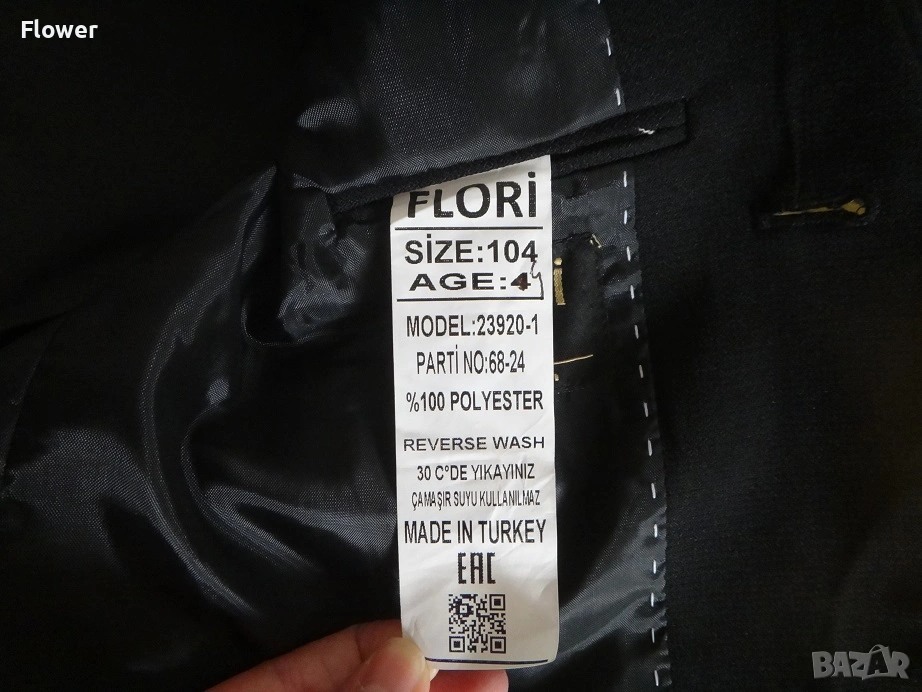 Flower
FLORİ
SİZE:104
AGE:4
MODEL:23920-1
PARTİ NO:68-24
%100 POLYESTER
REVERSE WASH
30 C°DE YIKAYINIZ
ÇAMAŞIR SUYU KULLANILMAZ
MADE IN TURKEY
EAC
BAZAR